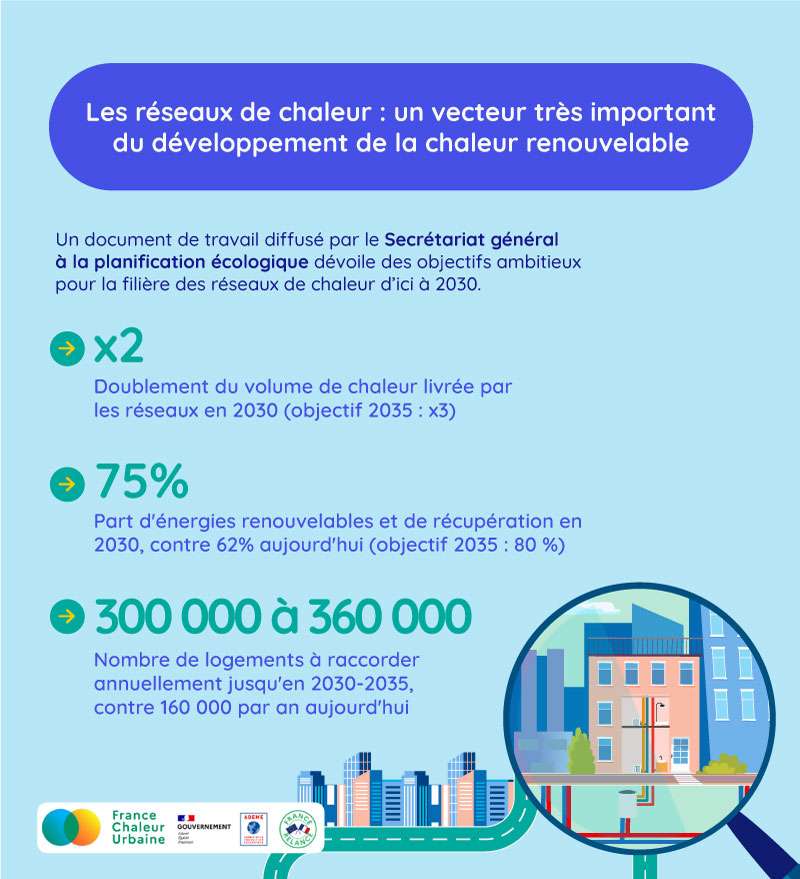 Les réseaux de chaleur : un vecteur très important
du développement de la chaleur renouvelable
Un document de travail diffusé par le Secrétariat général
à la planification écologique dévoile des objectifs ambitieux
pour la filière des réseaux de chaleur d’ici à 2030.
x2
Doublement du volume de chaleur livrée par
les réseaux en 2030 (objectif 2035 : x3)
75%
Part d'énergies renouvelables et de récupération en
2030, contre 62% aujourd'hui (objectif 2035 : 80 %)
300 000 à 360 000
Nombre de logements à raccorder
annuellement jusqu'en 2030-2035,
contre 160 000 par an aujourd'hui
France
Chaleur
Urbaine
GOUVERNEMENT
Liberté
Égalité
Fraternité
ADEME
FRANCE
RELANCE